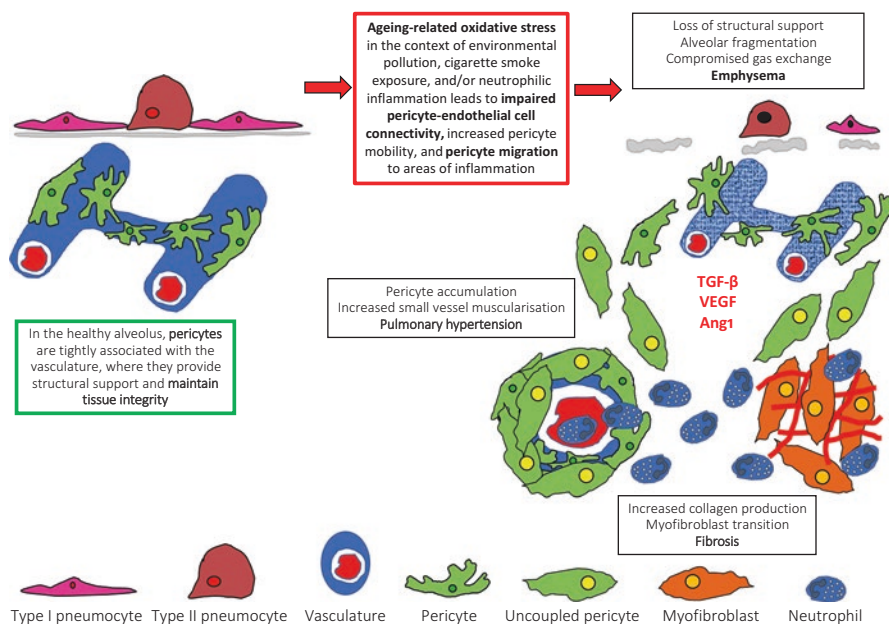 Ageing-related oxidative stress
in the context of environmental
pollution, cigarette smoke
exposure, and/or neutrophilic
inflammation leads to impaired
pericyte-endothelial cell
connectivity, increased pericyte
mobility, and pericyte migration
to areas of inflammation
Loss of structural support
Alveolar fragmentation
Compromised gas exchange
Emphysema
In the healthy alveolus, pericytes
are tightly associated with the
vasculature, where they provide
structural support and maintain
tissue integrity
Pericyte accumulation
Increased small vessel muscularisation
Pulmonary hypertension
TGF-β
VEGF
Ang1
Increased collagen production
Myofibroblast transition
Fibrosis
Type I pneumocyte
Type II pneumocyte
Vasculature
Pericyte
Uncoupled pericyte
Myofibroblast
Neutrophil